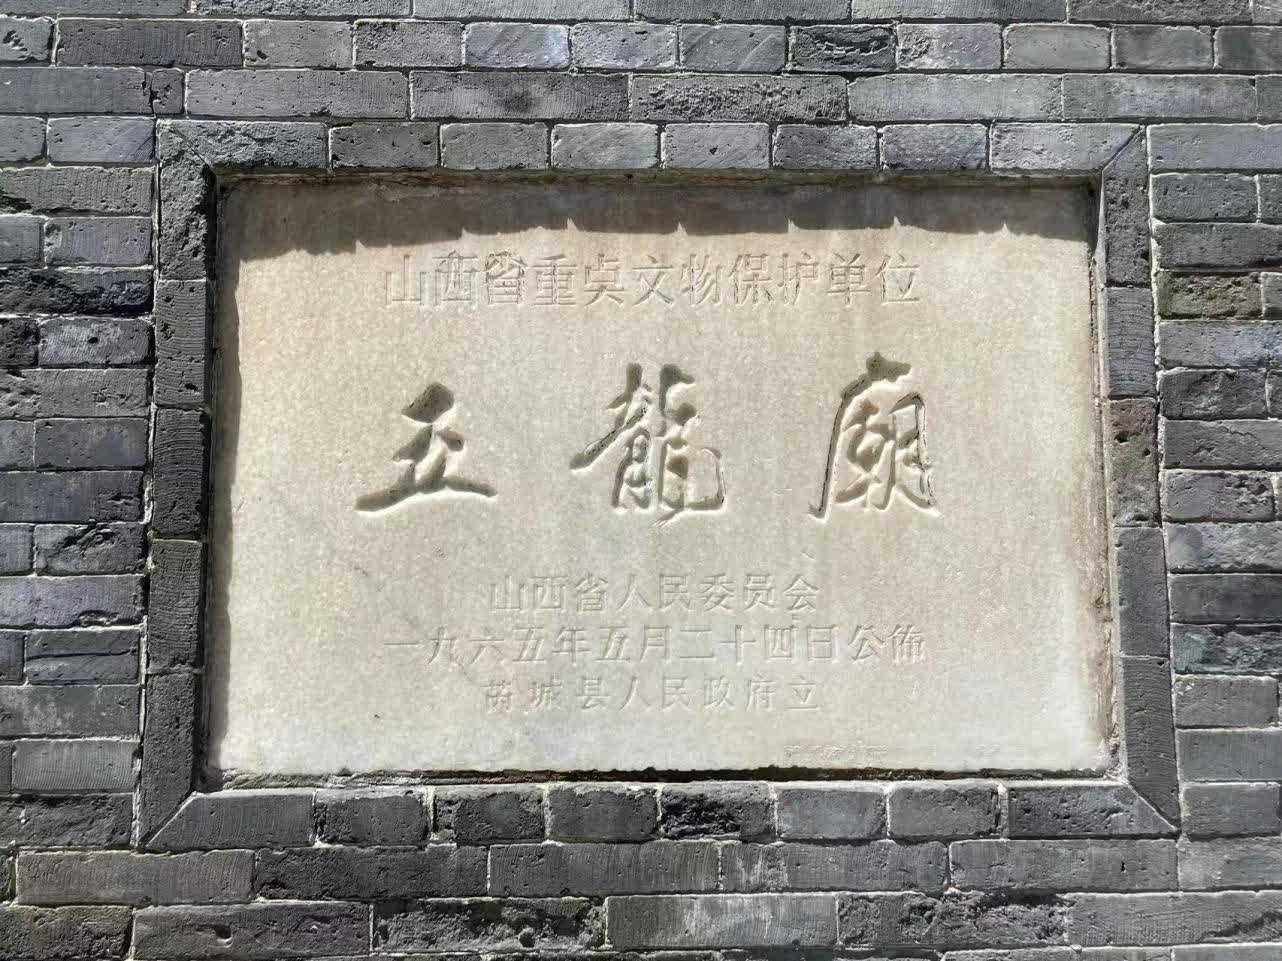 山西省重点文物保护单位
五龍廟
山西省人民委员会
一九六五年五月二十四日公佈
芮城县人民政府立